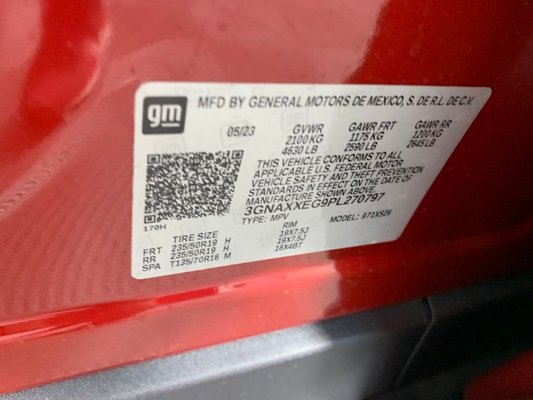 gm
MFD BY GENERAL MOTORS DE MEXICO, S. DE R.L. DE C.V.
05/23 GVWR GAWR FRT GAWR RR
2100 KG 1175 KG 1200 KG
4630 LB 2590 LB 2645 LB
THIS VEHICLE CONFORMS TO ALL
APPLICABLE U.S. FEDERAL MOTOR
VEHICLE SAFETY AND THEFT PREVENTION
STANDARDS IN EFFECT ON THE DATE OF
MANUFACTURE SHOWN ABOVE.
3GNAXXEG9PL270797
170H TYPE: MPV MODEL: 971XS26
TIRE SIZE RIM
FRT 235/50R19 H 19X7.5J
RR 235/50R19 H 19X7.5J
SPA T135/70R16 M 16X4BT